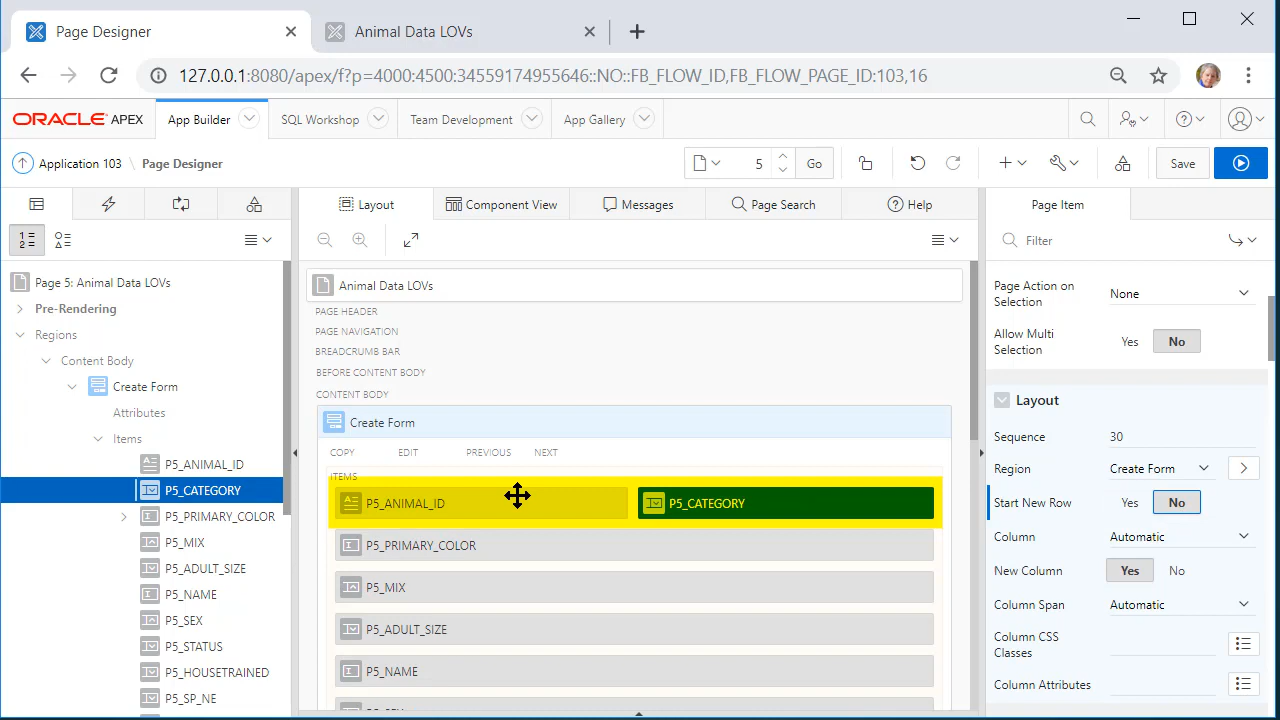 Page Designer
Animal Data LOVs
127.0.0.1:8080/apex/f?p=4000:4500:34559174955646::NO::FB_FLOW_ID,FB_FLOW_PAGE_ID:103,16
ORACLE APEX App Builder SQL Workshop Team Development App Gallery
Application 103 \ Page Designer 5 Go Save
Layout Component View Messages Page Search Help Page Item
Filter
Page 5: Animal Data LOVs
Pre-Rendering
Regions
Content Body
Create Form
Attributes
Items
P5_ANIMAL_ID
P5_CATEGORY
P5_PRIMARY_COLOR
P5_MIX
P5_ADULT_SIZE
P5_NAME
P5_SEX
P5_STATUS
P5_HOUSETRAINED
P5_SP_NE
Animal Data LOVs
PAGE HEADER
PAGE NAVIGATION
BREADCRUMB BAR
BEFORE CONTENT BODY
CONTENT BODY
Create Form
COPY EDIT PREVIOUS NEXT
ITEMS
P5_ANIMAL_ID P5_CATEGORY
P5_PRIMARY_COLOR
P5_MIX
P5_ADULT_SIZE
P5_NAME
Page Action on
Selection None
Allow Multi
Selection Yes No
Layout
Sequence 30
Region Create Form
Start New Row Yes No
Column Automatic
New Column Yes No
Column Span Automatic
Column CSS
Classes
Column Attributes